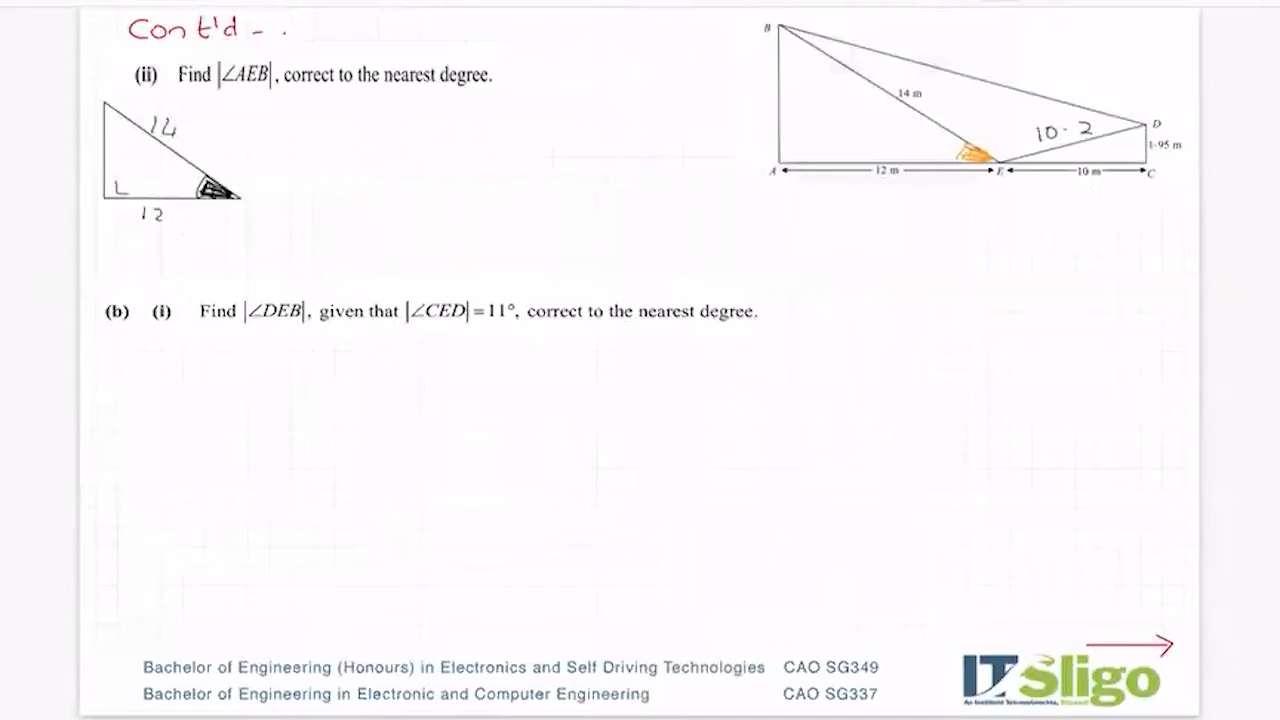 Cont'd - .
(ii) Find |∠AEB|, correct to the nearest degree.
14
12
B
14 m
10.2
D
1·95 m
A
12 m
E
10 m
C
(b) (i) Find |∠DEB|, given that |∠CED| = 11°, correct to the nearest degree.
Bachelor of Engineering (Honours) in Electronics and Self Driving Technologies CAO SG349
Bachelor of Engineering in Electronic and Computer Engineering CAO SG337
IT Sligo